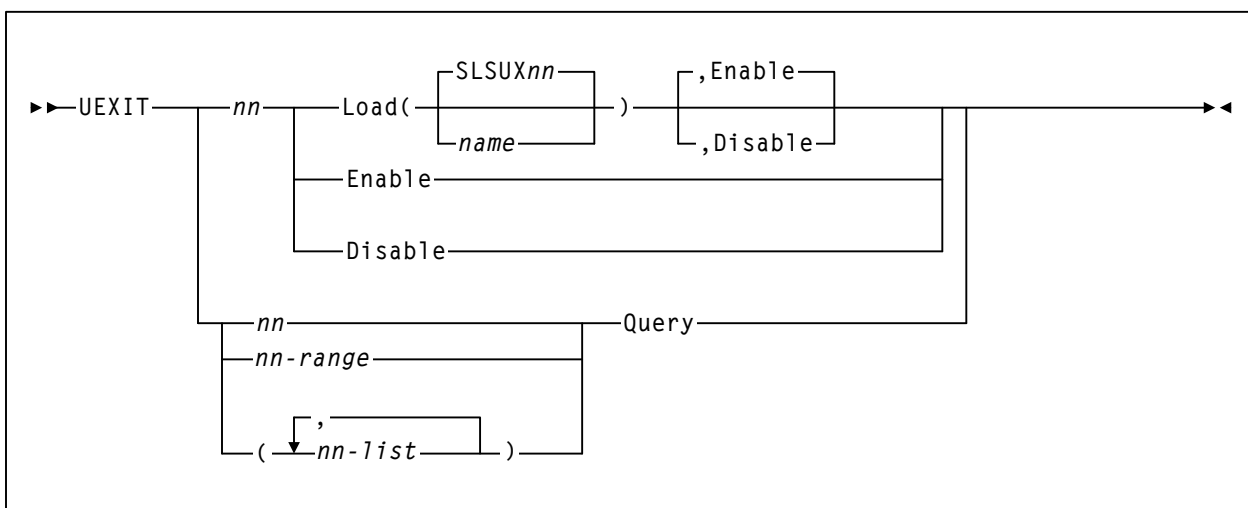 SLSUXnn ,Enable
UEXIT nn Load( )
name ,Disable
Enable
Disable
nn Query
nn-range
,
( nn-list )